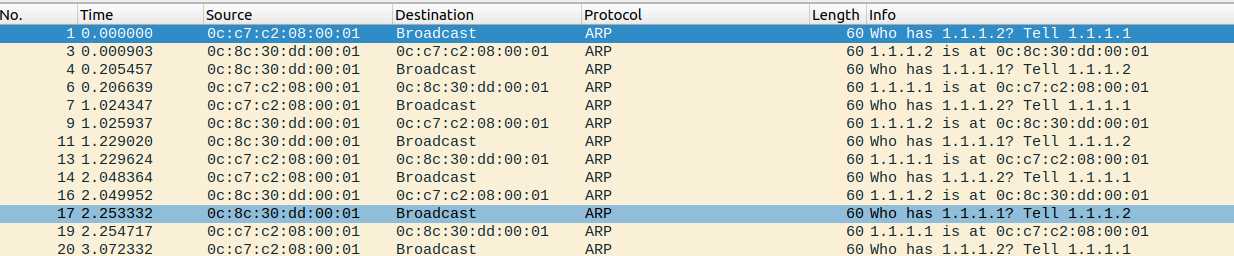 No. Time Source Destination Protocol Length Info
1 0.000000 0c:c7:c2:08:00:01 Broadcast ARP 60 Who has 1.1.1.2? Tell 1.1.1.1
3 0.000903 0c:8c:30:dd:00:01 0c:c7:c2:08:00:01 ARP 60 1.1.1.2 is at 0c:8c:30:dd:00:01
4 0.205457 0c:8c:30:dd:00:01 Broadcast ARP 60 Who has 1.1.1.1? Tell 1.1.1.2
6 0.206639 0c:c7:c2:08:00:01 0c:8c:30:dd:00:01 ARP 60 1.1.1.1 is at 0c:c7:c2:08:00:01
7 1.024347 0c:c7:c2:08:00:01 Broadcast ARP 60 Who has 1.1.1.2? Tell 1.1.1.1
9 1.025937 0c:8c:30:dd:00:01 0c:c7:c2:08:00:01 ARP 60 1.1.1.2 is at 0c:8c:30:dd:00:01
11 1.229020 0c:8c:30:dd:00:01 Broadcast ARP 60 Who has 1.1.1.1? Tell 1.1.1.2
13 1.229624 0c:c7:c2:08:00:01 0c:8c:30:dd:00:01 ARP 60 1.1.1.1 is at 0c:c7:c2:08:00:01
14 2.048364 0c:c7:c2:08:00:01 Broadcast ARP 60 Who has 1.1.1.2? Tell 1.1.1.1
16 2.049952 0c:8c:30:dd:00:01 0c:c7:c2:08:00:01 ARP 60 1.1.1.2 is at 0c:8c:30:dd:00:01
17 2.253332 0c:8c:30:dd:00:01 Broadcast ARP 60 Who has 1.1.1.1? Tell 1.1.1.2
19 2.254717 0c:c7:c2:08:00:01 0c:8c:30:dd:00:01 ARP 60 1.1.1.1 is at 0c:c7:c2:08:00:01
20 3.072332 0c:c7:c2:08:00:01 Broadcast ARP 60 Who has 1.1.1.2? Tell 1.1.1.1